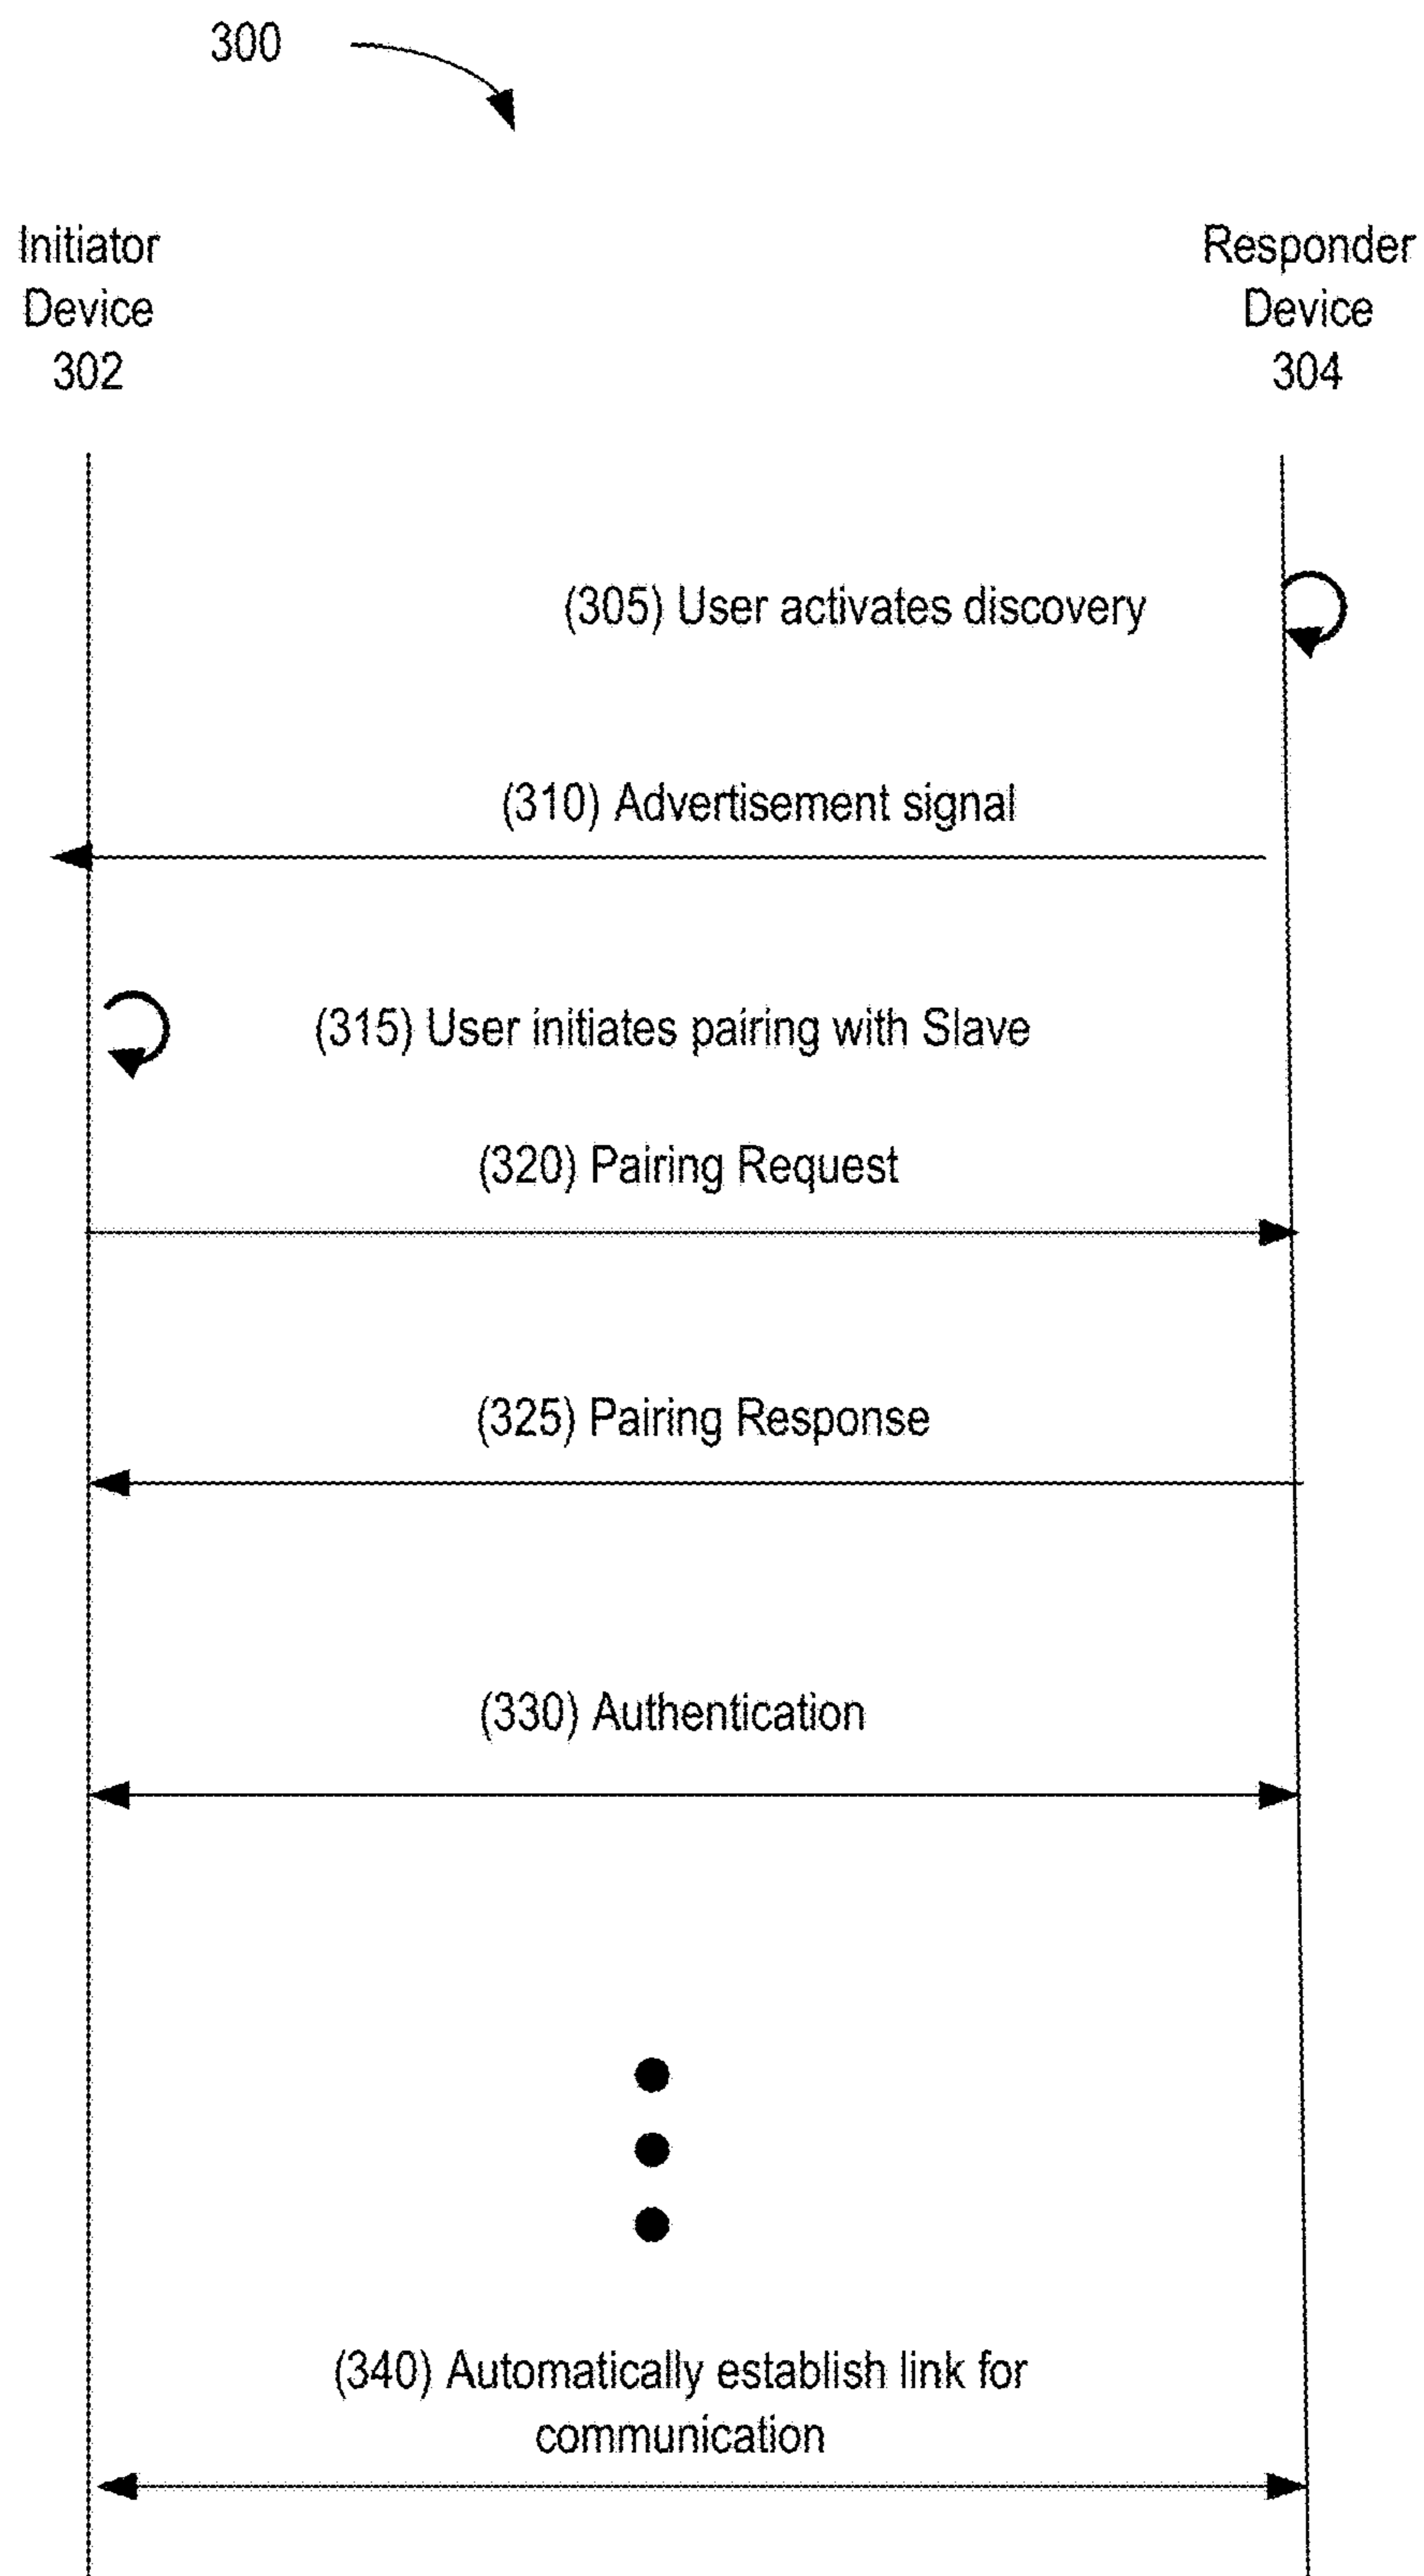 300
Initiator
Device
302
Responder
Device
304
(305) User activates discovery
(310) Advertisement signal
(315) User initiates pairing with Slave
(320) Pairing Request
(325) Pairing Response
(330) Authentication
(340) Automatically establish link for
communication